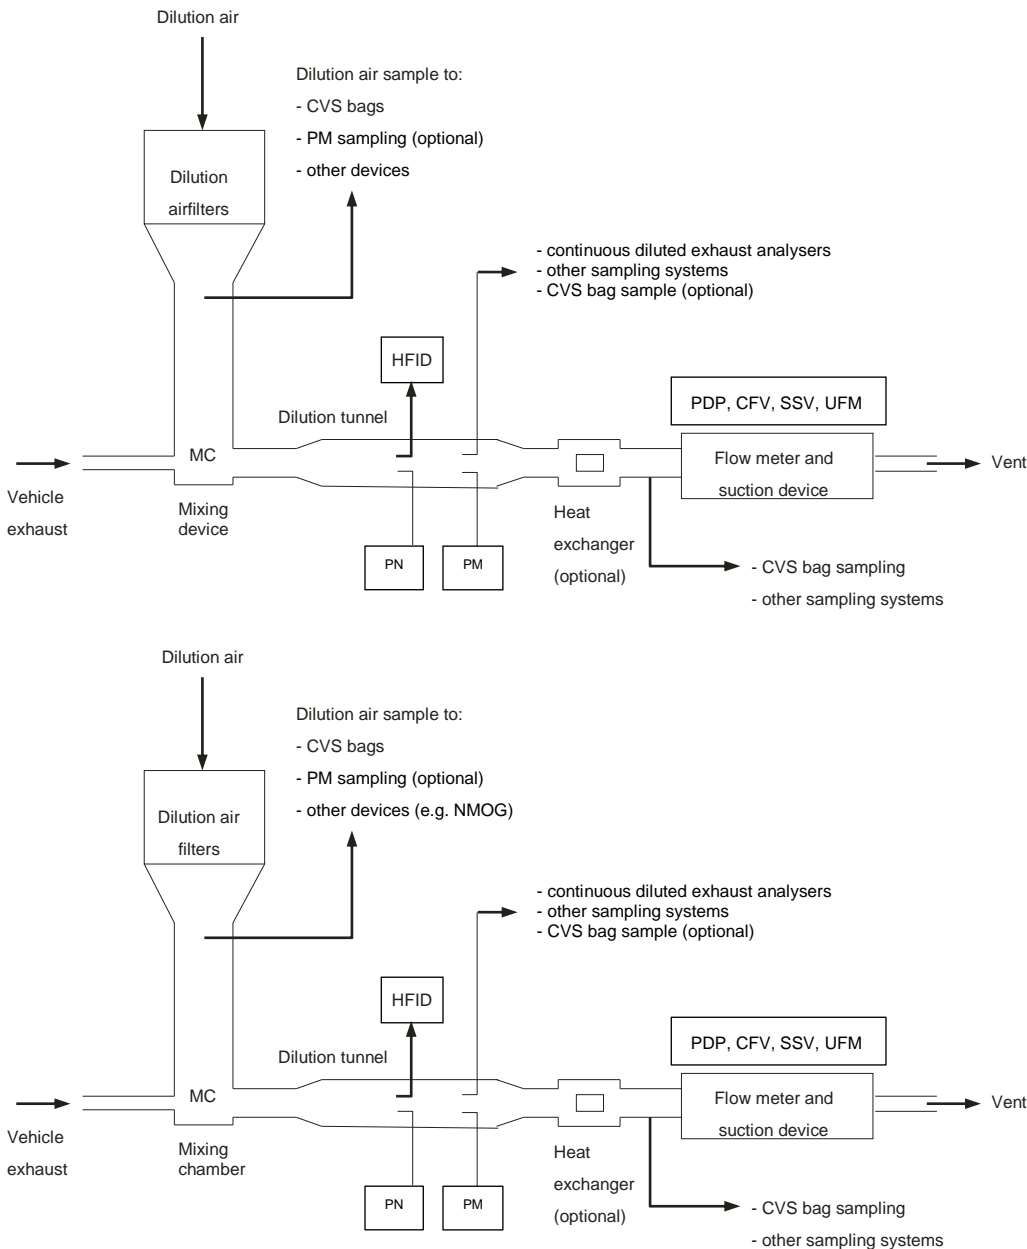 Dilution air
Dilution air sample to:
- CVS bags
- PM sampling (optional)
- other devices
Dilution
airfilters
- continuous diluted exhaust analysers
- other sampling systems
- CVS bag sample (optional)
HFID
PDP, CFV, SSV, UFM
Dilution tunnel
MC
Flow meter and
suction device
Vent
Vehicle
exhaust
Mixing
device
Heat
exchanger
(optional)
PN
PM
- CVS bag sampling
- other sampling systems
Dilution air
Dilution air sample to:
- CVS bags
- PM sampling (optional)
- other devices (e.g. NMOG)
Dilution air
filters
- continuous diluted exhaust analysers
- other sampling systems
- CVS bag sample (optional)
HFID
PDP, CFV, SSV, UFM
Dilution tunnel
MC
Flow meter and
suction device
Vent
Vehicle
exhaust
Mixing
chamber
Heat
exchanger
(optional)
PN
PM
- CVS bag sampling
- other sampling systems